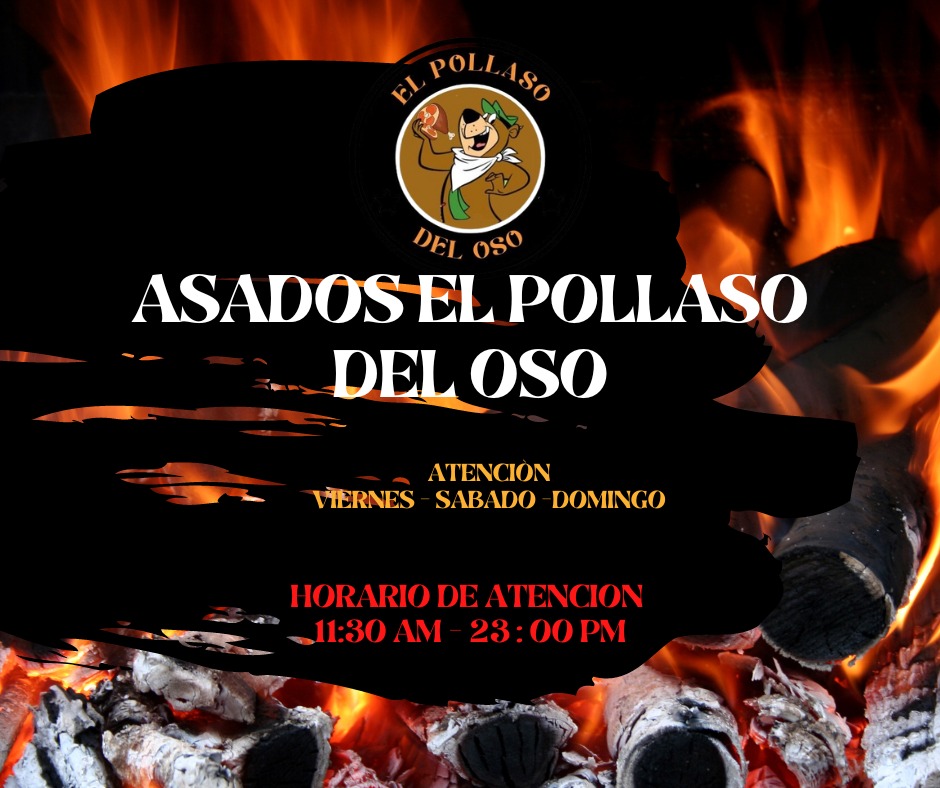 EL POLLASO
DEL OSO
ASADOS EL POLLASO
DEL OSO
ATENCIÒN
VIERNES - SABADO -DOMINGO
HORARIO DE ATENCION
11:30 AM - 23 : 00 PM